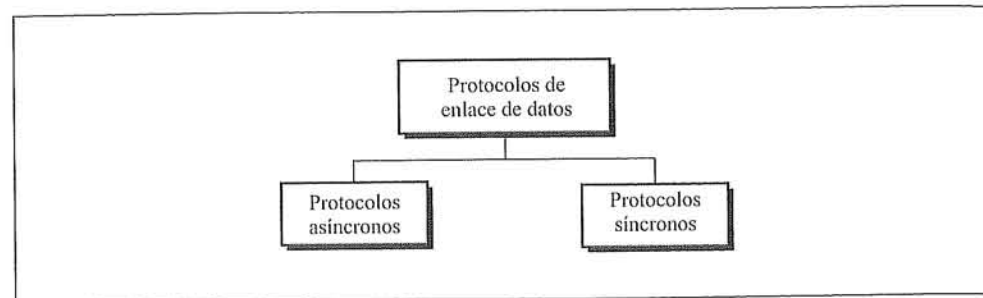 Protocolos de
enlace de datos
Protocolos
asíncronos
Protocolos
síncronos